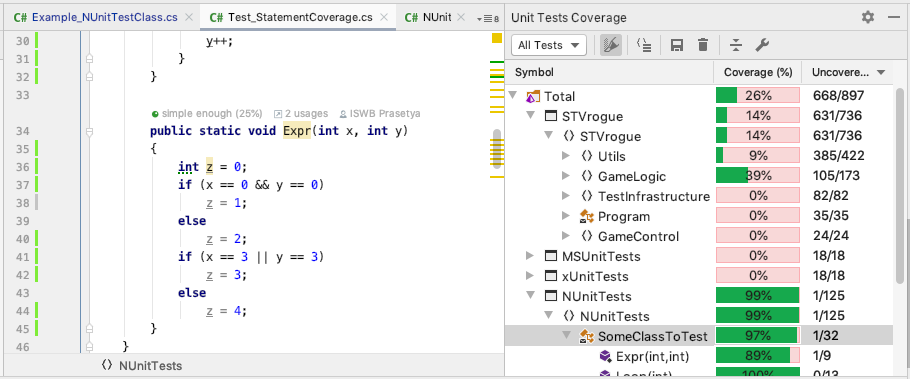 C# Example_NUnitTestClass.cs
C# Test_StatementCoverage.cs
C# NUnit
8
30 y++;
31 }
32 }
33
simple enough (25%) 2 usages ISWB Prasetya
34 public static void Expr(int x, int y)
35 {
36 int z = 0;
37 if (x == 0 && y == 0)
38 z = 1;
39 else
40 z = 2;
41 if (x == 3 || y == 3)
42 z = 3;
43 else
44 z = 4;
45 }
46 }
NUnitTests
Unit Tests Coverage
All Tests
Symbol Coverage (%) Uncovere...
Total 26% 668/897
STVrogue 14% 631/736
STVrogue 14% 631/736
Utils 9% 385/422
GameLogic 39% 105/173
TestInfrastructure 0% 82/82
Program 0% 35/35
GameControl 0% 24/24
MSUnitTests 0% 18/18
xUnitTests 0% 18/18
NUnitTests 99% 1/125
NUnitTests 99% 1/125
SomeClassToTest 97% 1/32
Expr(int,int) 89% 1/9
Loop(int) 100% 0/13